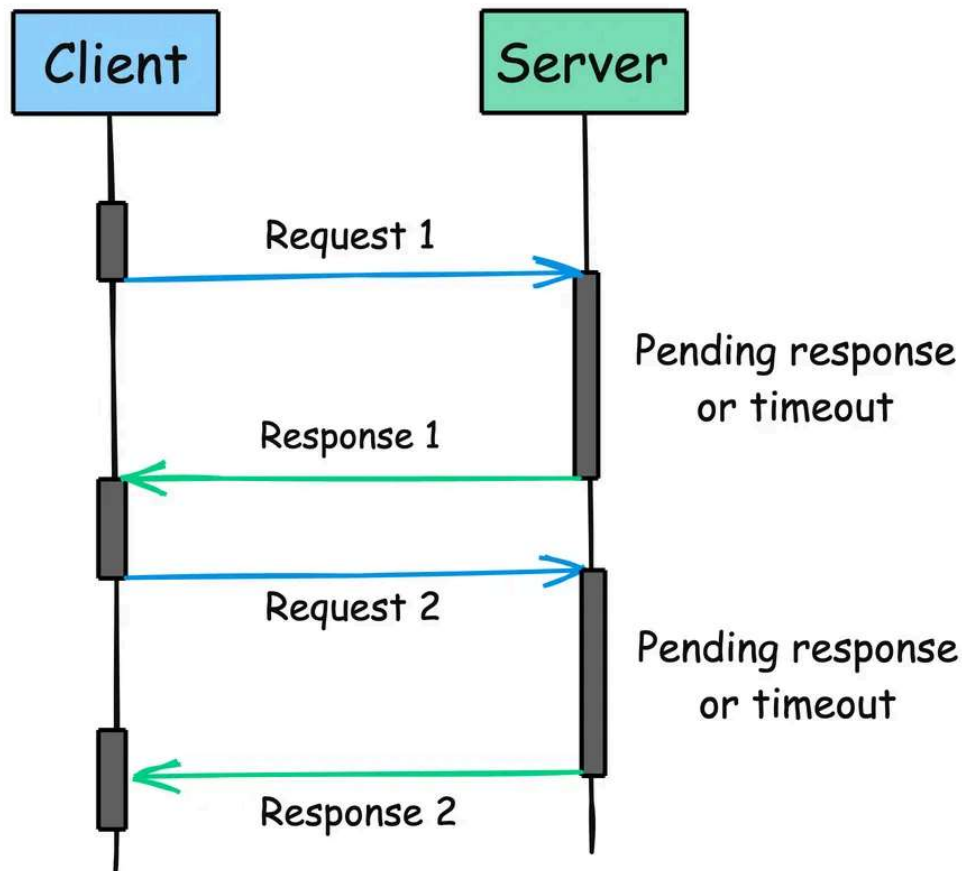 Client
Server
Request 1
Pending response
or timeout
Response 1
Request 2
Pending response
or timeout
Response 2